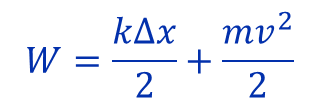 W = kΔx/2 + mv²/2